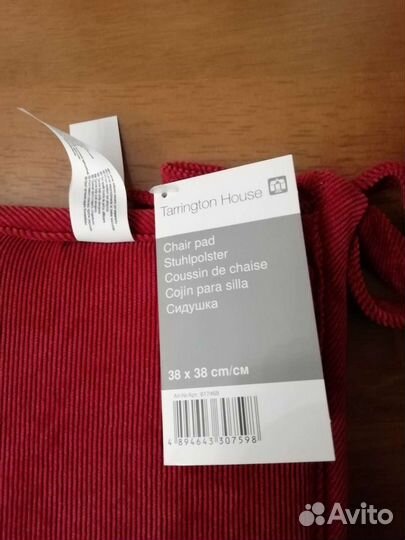 Tarrington House
Chair pad
Stuhlpolster
Coussin de chaise
Cojín para silla
Сидушка
38 x 38 cm/см
4 894643 307598
Avito